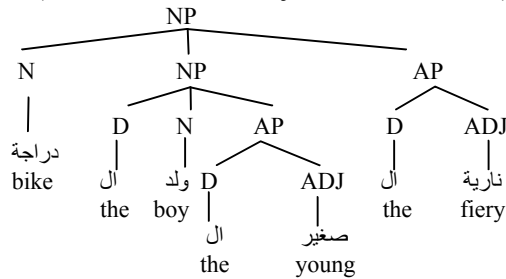 NP
N NP AP
D N AP D ADJ
دراجة
bike
ال ولد D ADJ ال نارية
the boy the fiery
ال صغير
the young